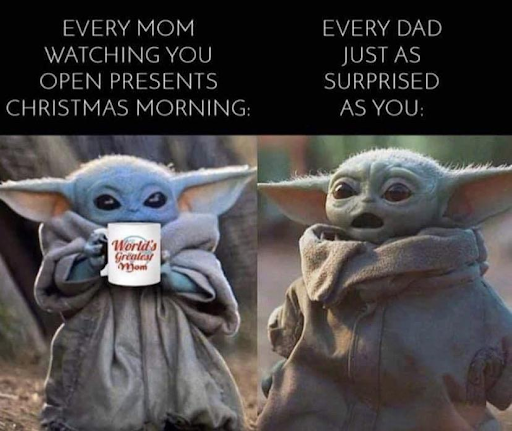 EVERY MOM
WATCHING YOU
OPEN PRESENTS
CHRISTMAS MORNING:
EVERY DAD
JUST AS
SURPRISED
AS YOU:
World's
Greatest
Mom